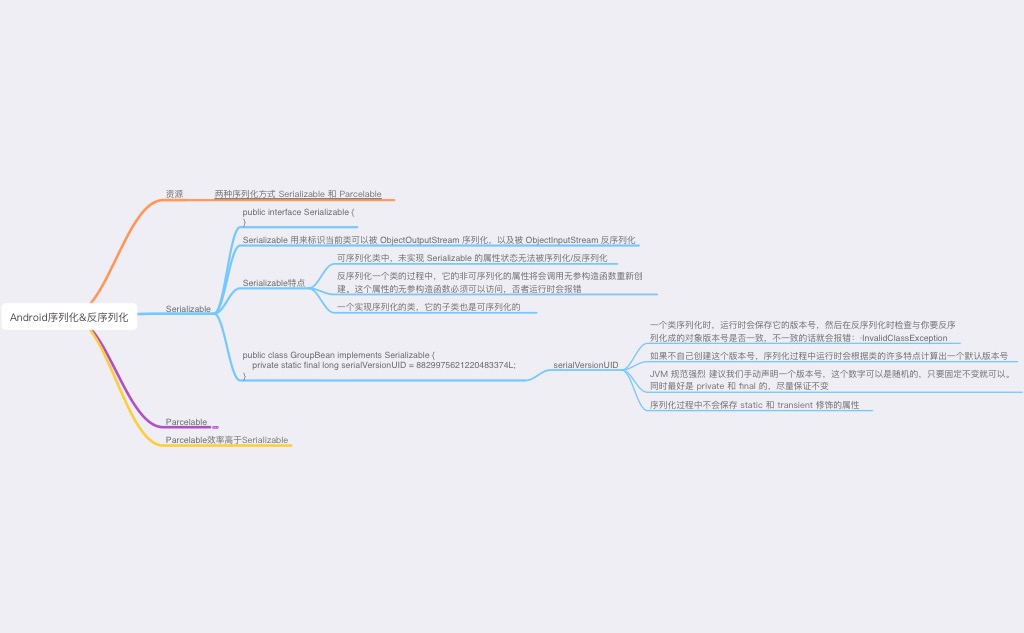 资源
两种序列化方式 Serializable 和 Parcelable
public interface Serializable {
}
Serializable 用来标识当前类可以被 ObjectOutputStream 序列化，以及被 ObjectInputStream 反序列化
可序列化类中，未实现 Serializable 的属性状态无法被序列化/反序列化
Serializable特点
反序列化一个类的过程中，它的非可序列化的属性将会调用无参构造函数重新创
建，这个属性的无参构造函数必须可以访问，否者运行时会报错
一个实现序列化的类，它的子类也是可序列化的
Serializable
Android序列化&反序列化
public class GroupBean implements Serializable {
private static final long serialVersionUID = 8829975621220483374L;
}
serialVersionUID
一个类序列化时，运行时会保存它的版本号，然后在反序列化时检查与你要反序
列化成的对象版本号是否一致，不一致的话就会报错：·InvalidClassException
如果不自己创建这个版本号，序列化过程中运行时会根据类的许多特点计算出一个默认版本号
JVM 规范强烈 建议我们手动声明一个版本号，这个数字可以是随机的，只要固定不变就可以。
同时最好是 private 和 final 的，尽量保证不变
序列化过程中不会保存 static 和 transient 修饰的属性
Parcelable
Parcelable效率高于Serializable